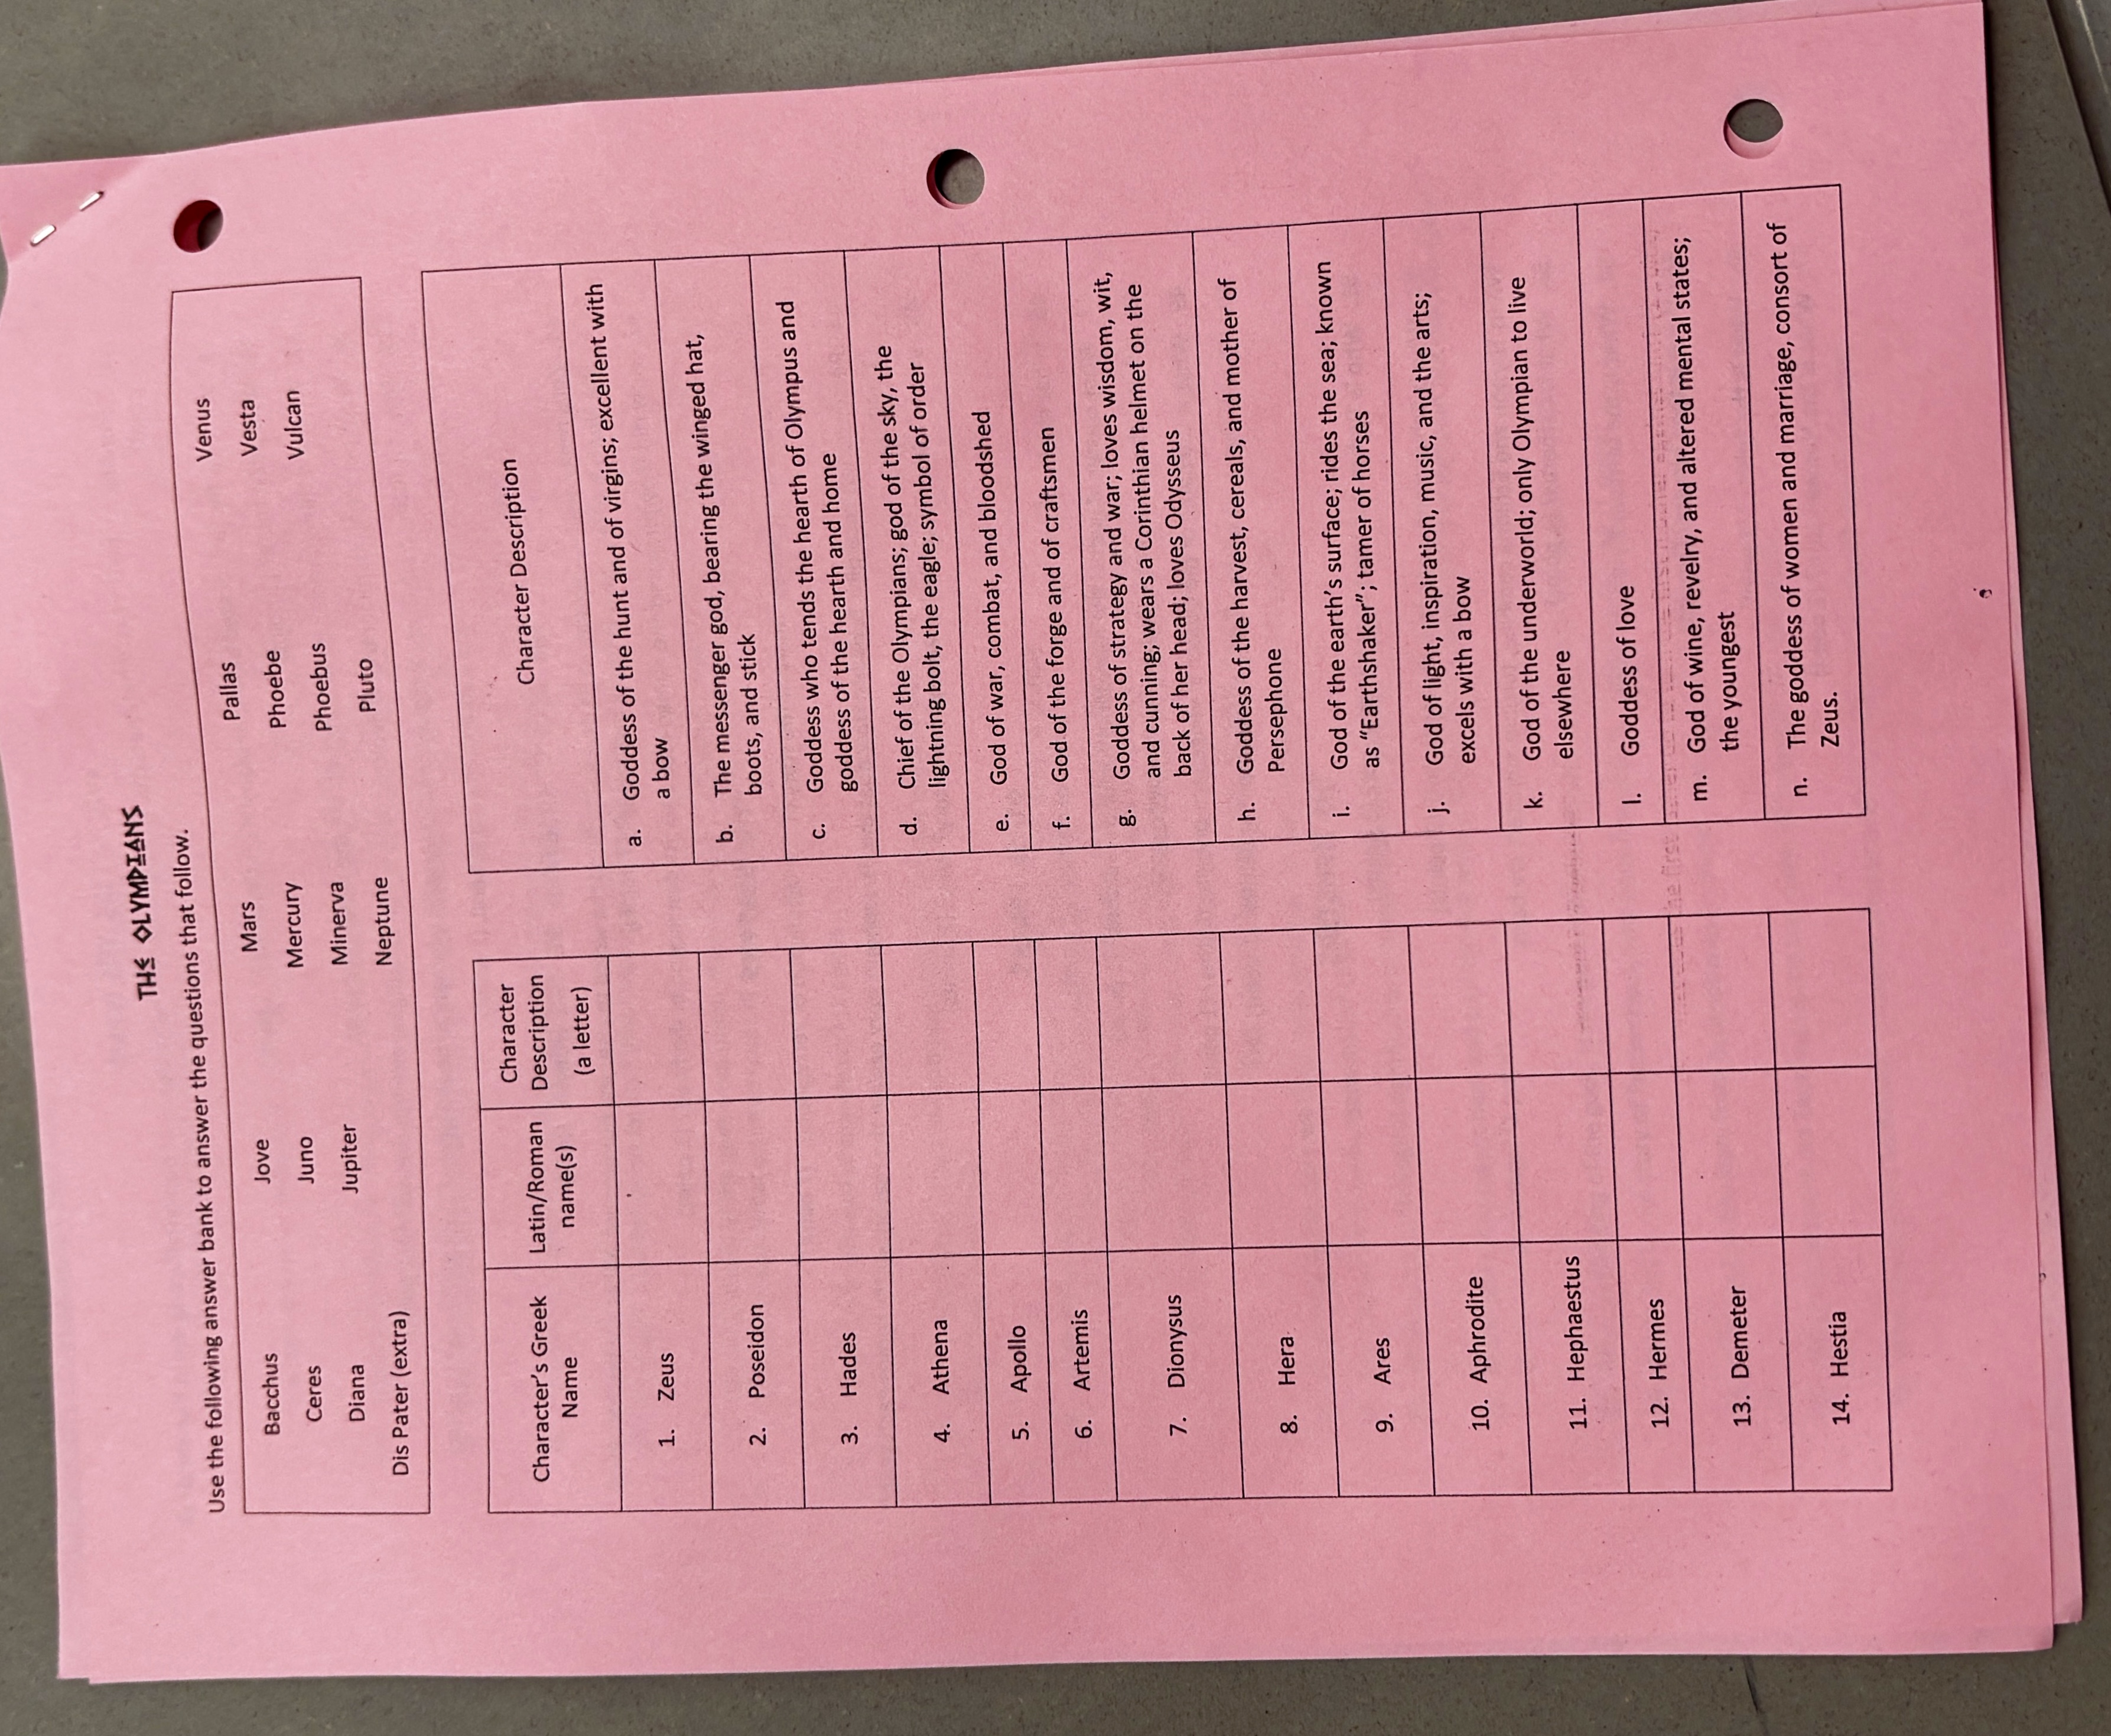 THE OLYMPIANS
Use the following answer bank to answer the questions that follow.
Bacchus Jove Mars Pallas Venus
Ceres Juno Mercury Phoebe Vesta
Diana Jupiter Minerva Phoebus Vulcan
Dis Pater (extra) Neptune Pluto
Character's Greek Name
Latin/Roman name(s)
Character Description (a letter)
1. Zeus
2. Poseidon
3. Hades
4. Athena
5. Apollo
6. Artemis
7. Dionysus
8. Hera
9. Ares
10. Aphrodite
11. Hephaestus
12. Hermes
13. Demeter
14. Hestia
Character Description
a. Goddess of the hunt and of virgins; excellent with
a bow
b. The messenger god, bearing the winged hat,
boots, and stick
c. Goddess who tends the hearth of Olympus and
goddess of the hearth and home
d. Chief of the Olympians; god of the sky, the
lightning bolt, the eagle; symbol of order
e. God of war, combat, and bloodshed
f. God of the forge and of craftsmen
g. Goddess of strategy and war; loves wisdom, wit,
and cunning; wears a Corinthian helmet on the
back of her head; loves Odysseus
h. Goddess of the harvest, cereals, and mother of
Persephone
i. God of the earth's surface; rides the sea; known
as "Earthshaker"; tamer of horses
j. God of light, inspiration, music, and the arts;
excels with a bow
k. God of the underworld; only Olympian to live
elsewhere
l. Goddess of love
m. God of wine, revelry, and altered mental states;
the youngest
n. The goddess of women and marriage, consort of
Zeus.